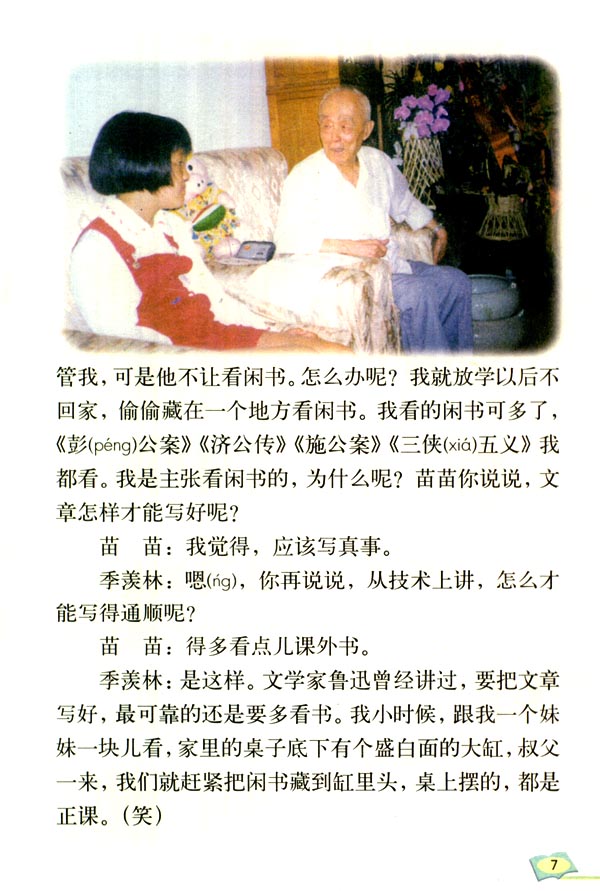 管我，可是他不让看闲书。怎么办呢？我就放学以后不
回家，偷偷藏在一个地方看闲书。我看的闲书可多了，
《彭(péng)公案》《济公传》《施公案》《三侠(xiá)五义》我
都看。我是主张看闲书的，为什么呢？苗苗你说说，文
章怎样才能写好呢？
苗　苗：我觉得，应该写真事。
季羡林：嗯(ńg)，你再说说，从技术上讲，怎么才
能写得通顺呢？
苗　苗：得多看点儿课外书。
季羡林：是这样。文学家鲁迅曾经讲过，要把文章
写好，最可靠的还是要多看书。我小时候，跟我一个妹
妹一块儿看，家里的桌子底下有个盛白面的大缸，叔父
一来，我们就赶紧把闲书藏到缸里头，桌上摆的，都是
正课。（笑）
7